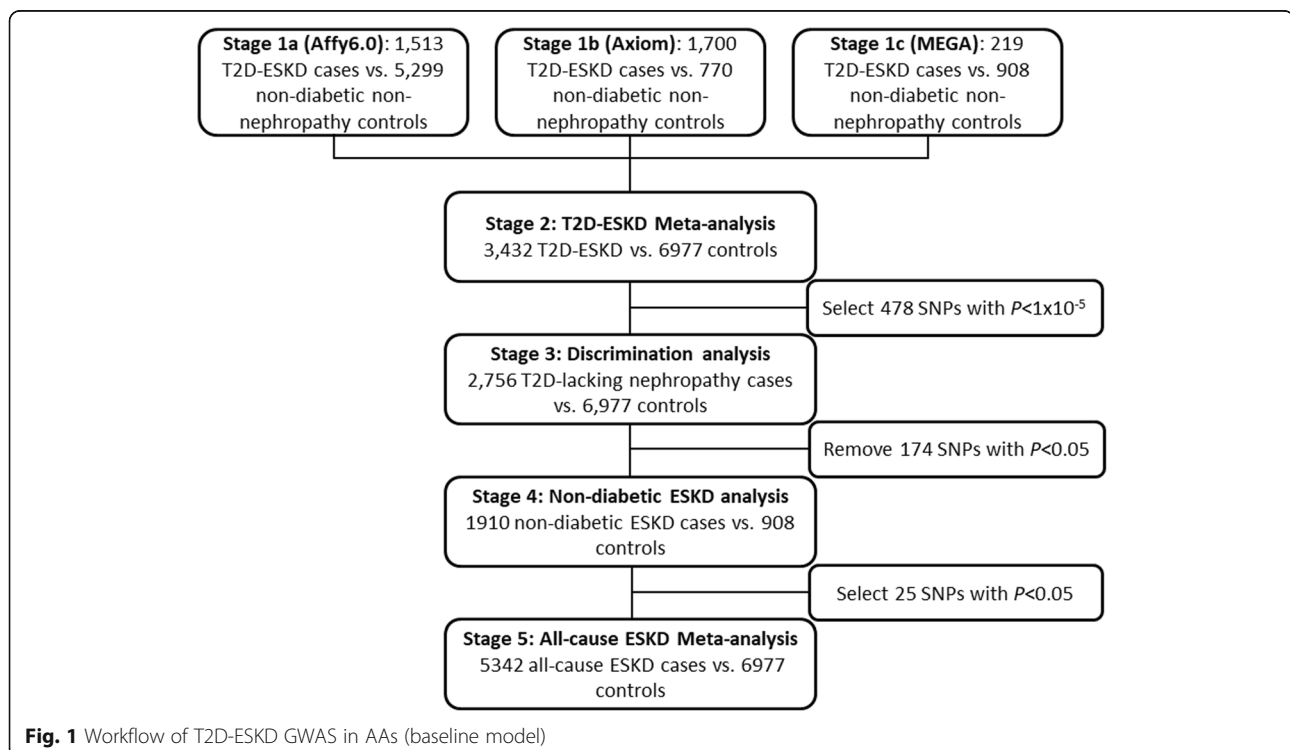 Stage 1a (Affy6.0): 1,513
T2D-ESKD cases vs. 5,299
non-diabetic non-
nephropathy controls
Stage 1b (Axiom): 1,700
T2D-ESKD cases vs. 770
non-diabetic non-
nephropathy controls
Stage 1c (MEGA): 219
T2D-ESKD cases vs. 908
non-diabetic non-
nephropathy controls
Stage 2: T2D-ESKD Meta-analysis
3,432 T2D-ESKD vs. 6977 controls
Select 478 SNPs with P<1x10⁻⁵
Stage 3: Discrimination analysis
2,756 T2D-lacking nephropathy cases
vs. 6,977 controls
Remove 174 SNPs with P<0.05
Stage 4: Non-diabetic ESKD analysis
1910 non-diabetic ESKD cases vs. 908
controls
Select 25 SNPs with P<0.05
Stage 5: All-cause ESKD Meta-analysis
5342 all-cause ESKD cases vs. 6977
controls
Fig. 1 Workflow of T2D-ESKD GWAS in AAs (baseline model)